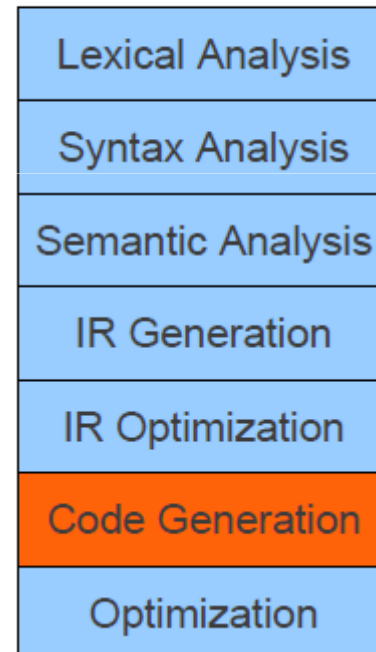 Lexical Analysis
Syntax Analysis
Semantic Analysis
IR Generation
IR Optimization
Code Generation
Optimization